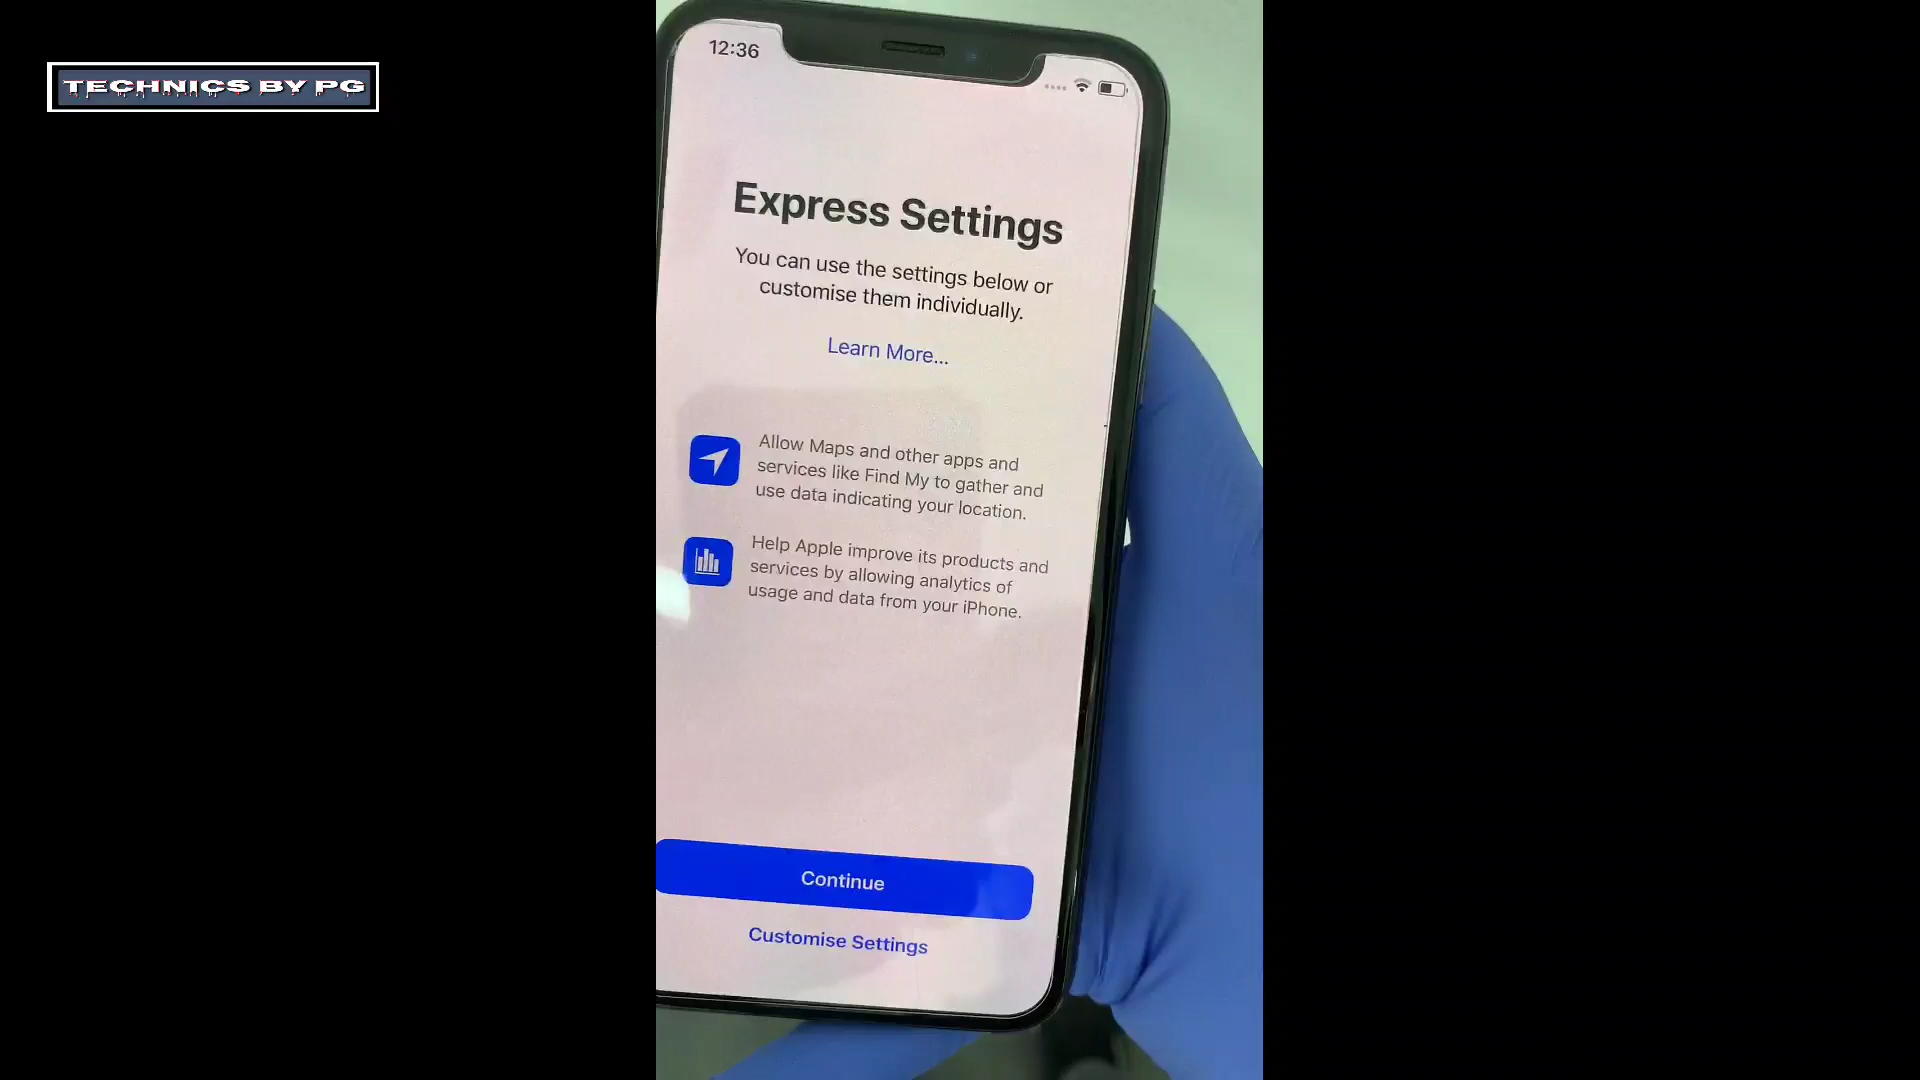 TECHNICS BY PG
12:36
Express Settings
You can use the settings below or
customise them individually.
Learn More...
Allow Maps and other apps and
services like Find My to gather and
use data indicating your location.
Help Apple improve its products and
services by allowing analytics of
usage and data from your iPhone.
Continue
Customise Settings